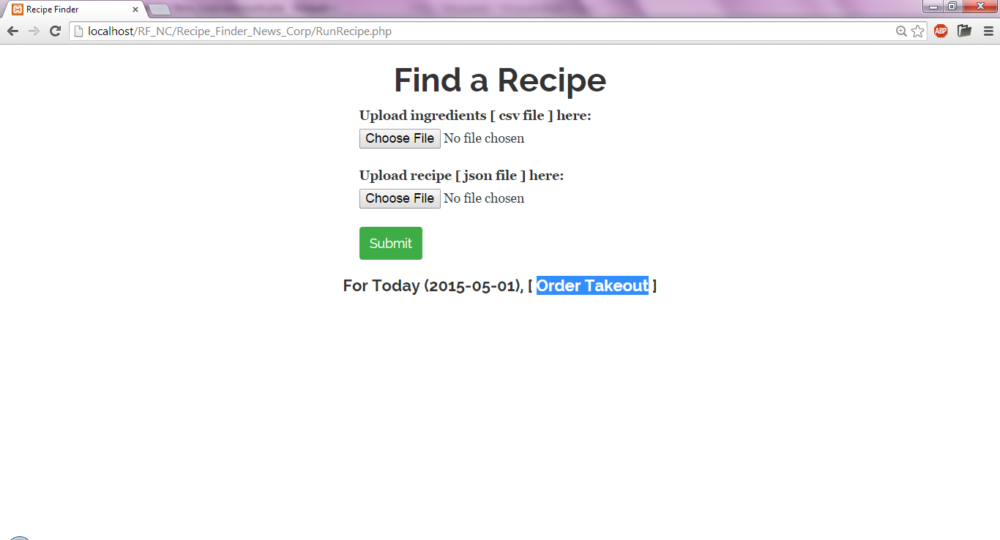 Recipe Finder
localhost/RF_NC/Recipe_Finder_News_Corp/RunRecipe.php
ABP
Find a Recipe
Upload ingredients [ csv file ] here:
Choose File No file chosen
Upload recipe [ json file ] here:
Choose File No file chosen
Submit
For Today (2015-05-01), [ Order Takeout ]